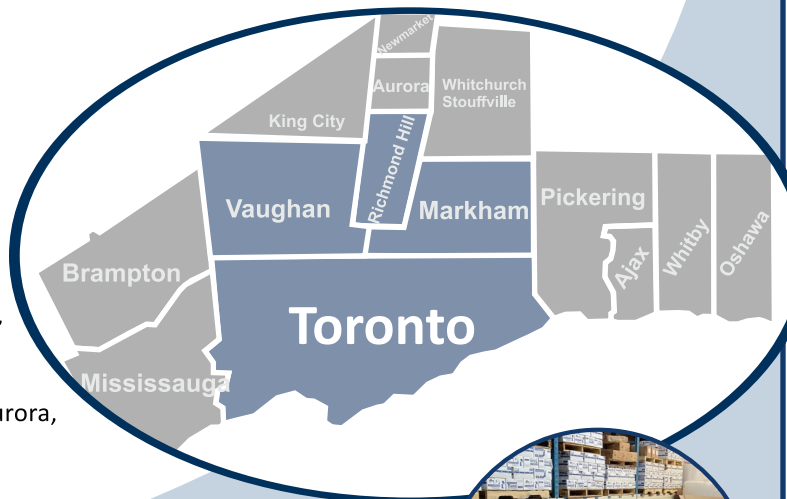 Newmarket
Aurora
Whitchurch
Stouffville
King City
Richmond Hill
Vaughan
Markham
Pickering
Ajax
Whitby
Oshawa
Brampton
Toronto
Mississauga
urora,